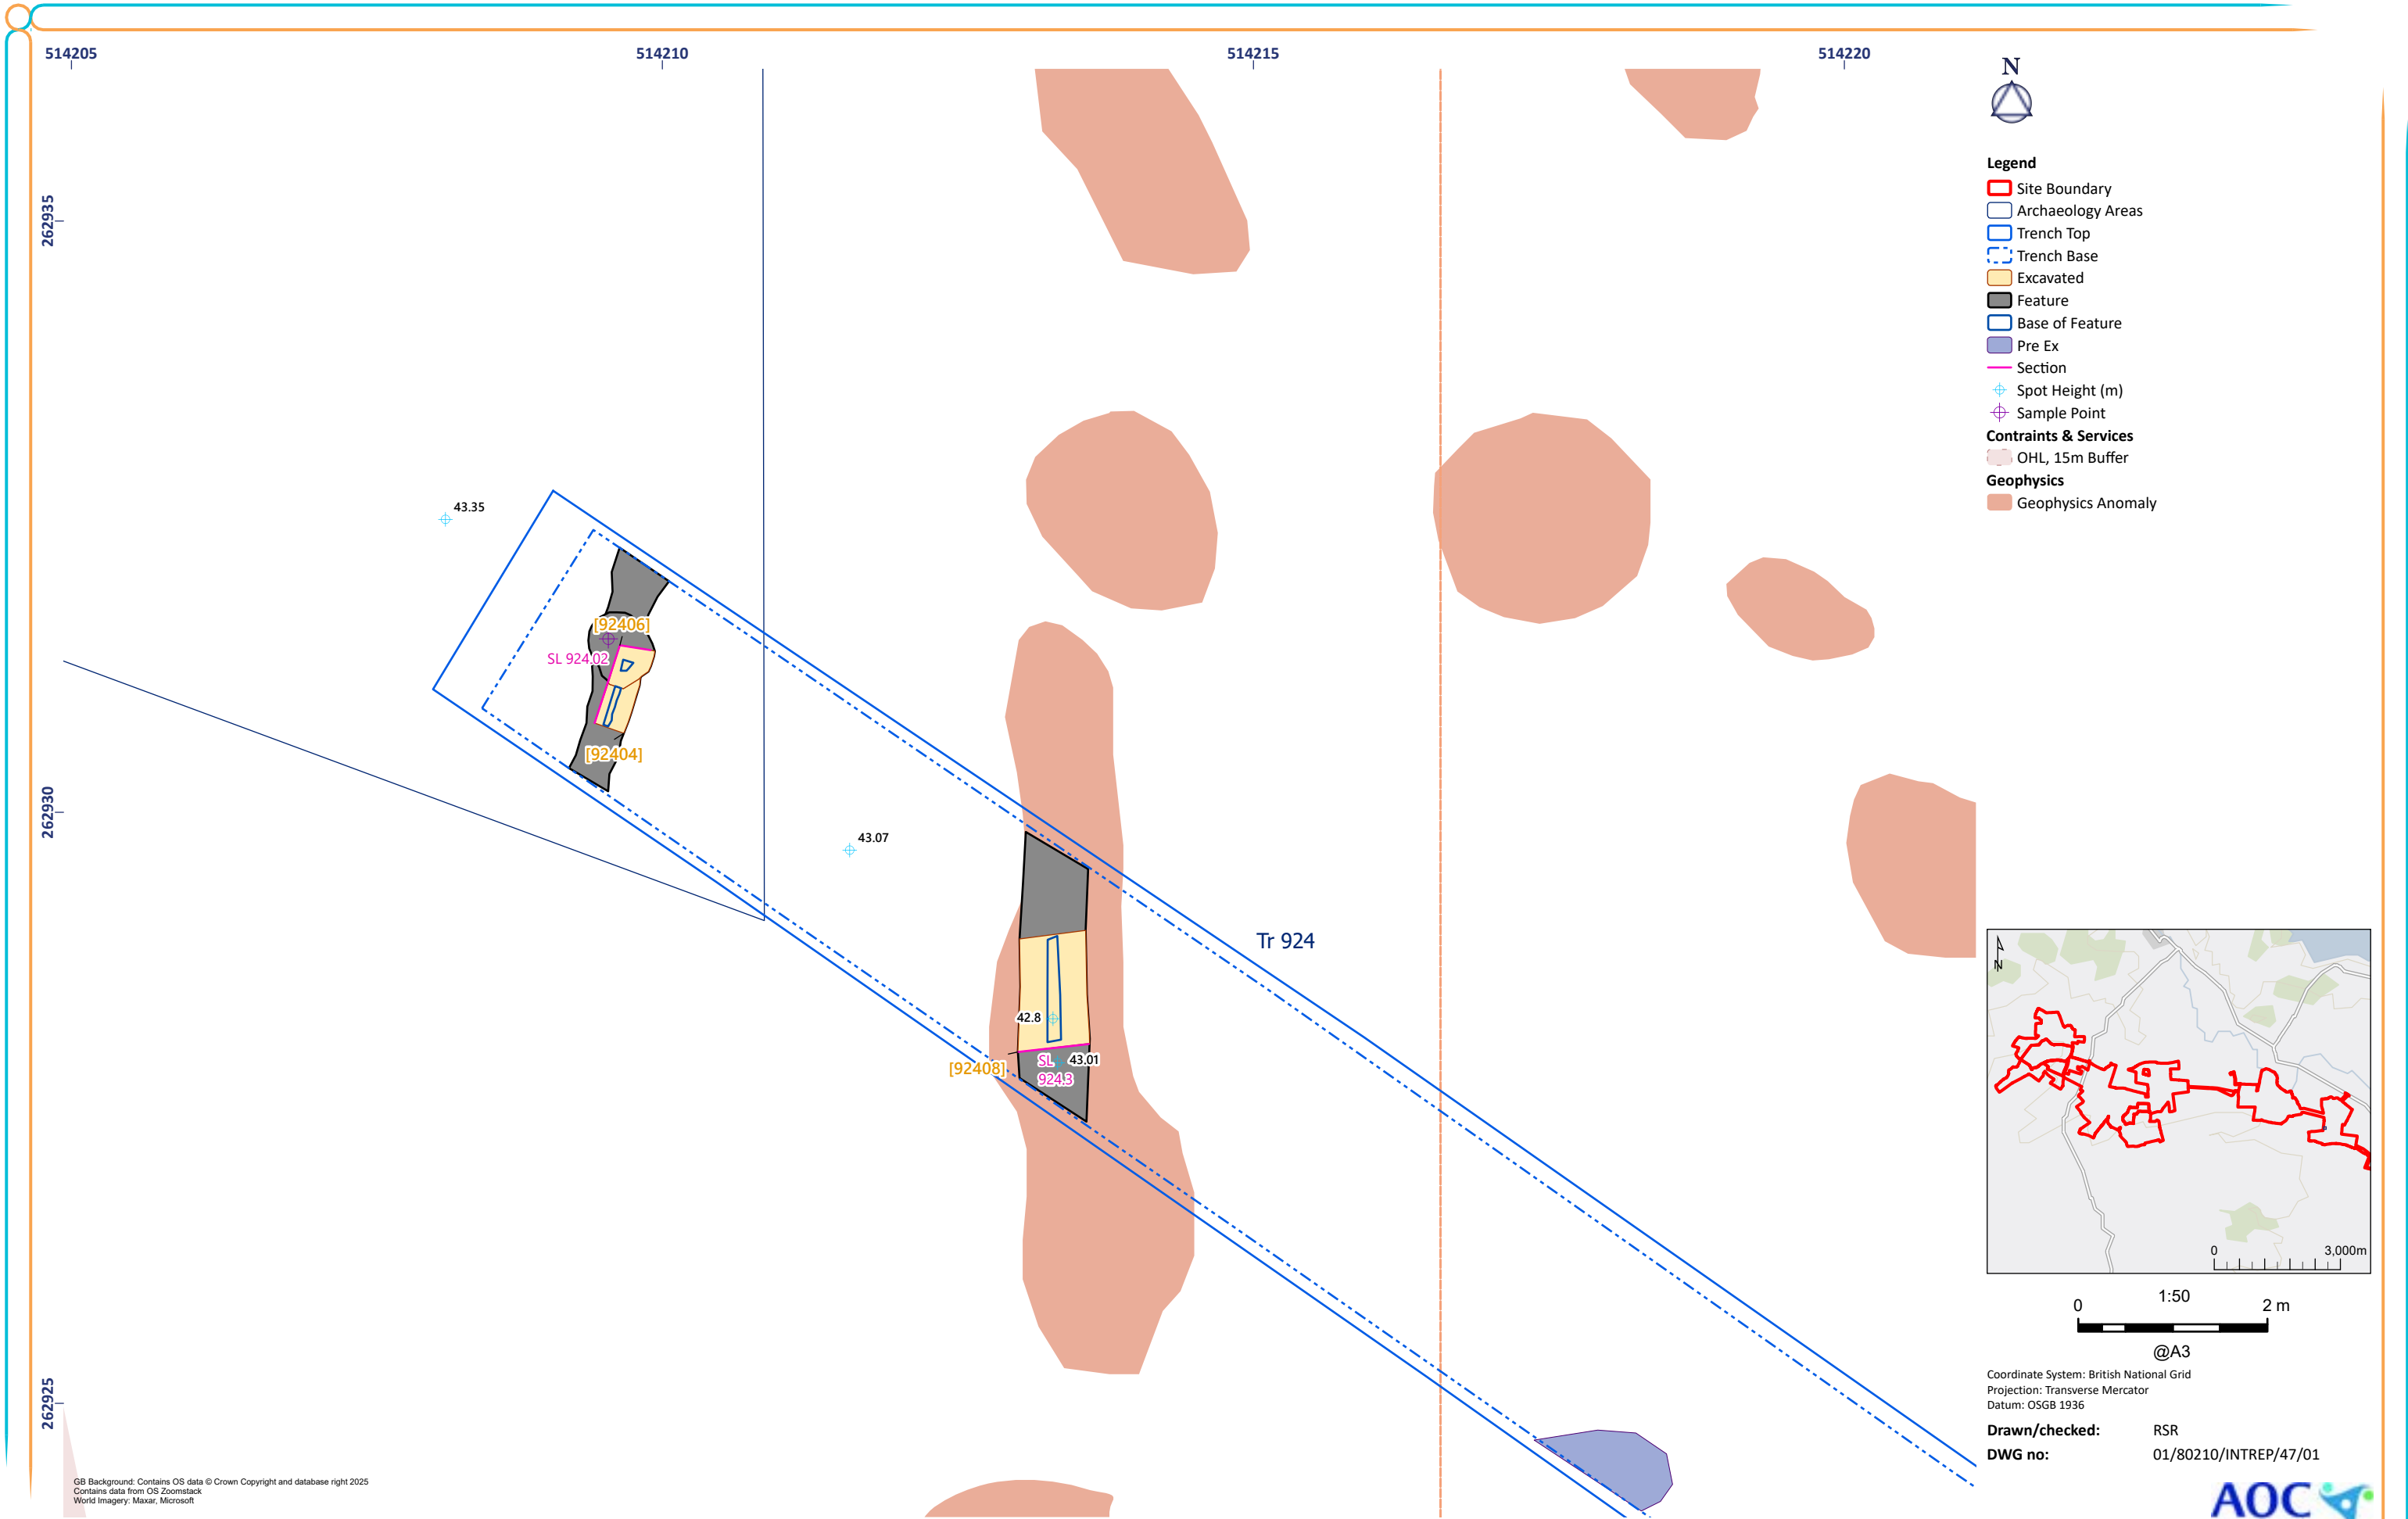 514205
514210
514215
514220
262935
262930
262925
43.35
[92406]
SL 924.02
[92404]
43.07
Tr 924
42.8
[92408]
SL
924.3
43.01
N
Legend
Site Boundary
Archaeology Areas
Trench Top
Trench Base
Excavated
Feature
Base of Feature
Pre Ex
Section
Spot Height (m)
Sample Point
Contraints & Services
OHL, 15m Buffer
Geophysics
Geophysics Anomaly
N
0 3,000m
1:50
0 2 m
@A3
Coordinate System: British National Grid
Projection: Transverse Mercator
Datum: OSGB 1936
Drawn/checked: RSR
DWG no: 01/80210/INTREP/47/01
AOC
GB Background: Contains OS data © Crown Copyright and database right 2025
Contains data from OS Zoomstack
World Imagery: Maxar, Microsoft